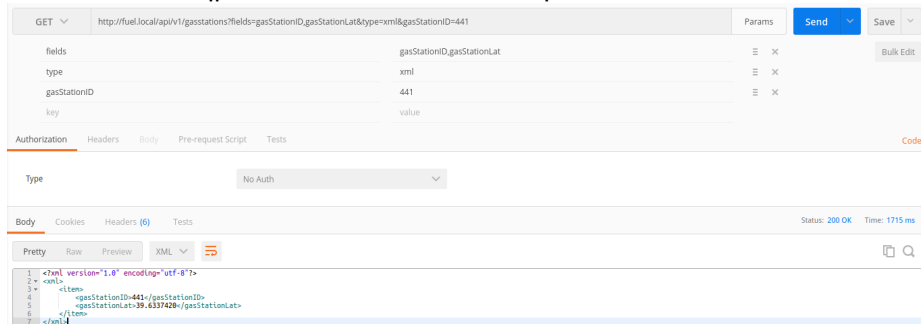 GET http://fuel.local/api/v1/gasstations?fields=gasStationID,gasStationLat&type=xml&gasStationID=441 Params Send Save
fields gasStationID,gasStationLat Bulk Edit
type xml
gasStationID 441
key value
Authorization Headers Body Pre-request Script Tests Code
Type No Auth
Body Cookies Headers (6) Tests Status: 200 OK Time: 1715 ms
Pretty Raw Preview XML
1 <?xml version="1.0" encoding="utf-8"?>
2 <xml>
3 <item>
4 <gasStationID>441</gasStationID>
5 <gasStationLat>39.6337420</gasStationLat>
6 </item>
7 </xml>